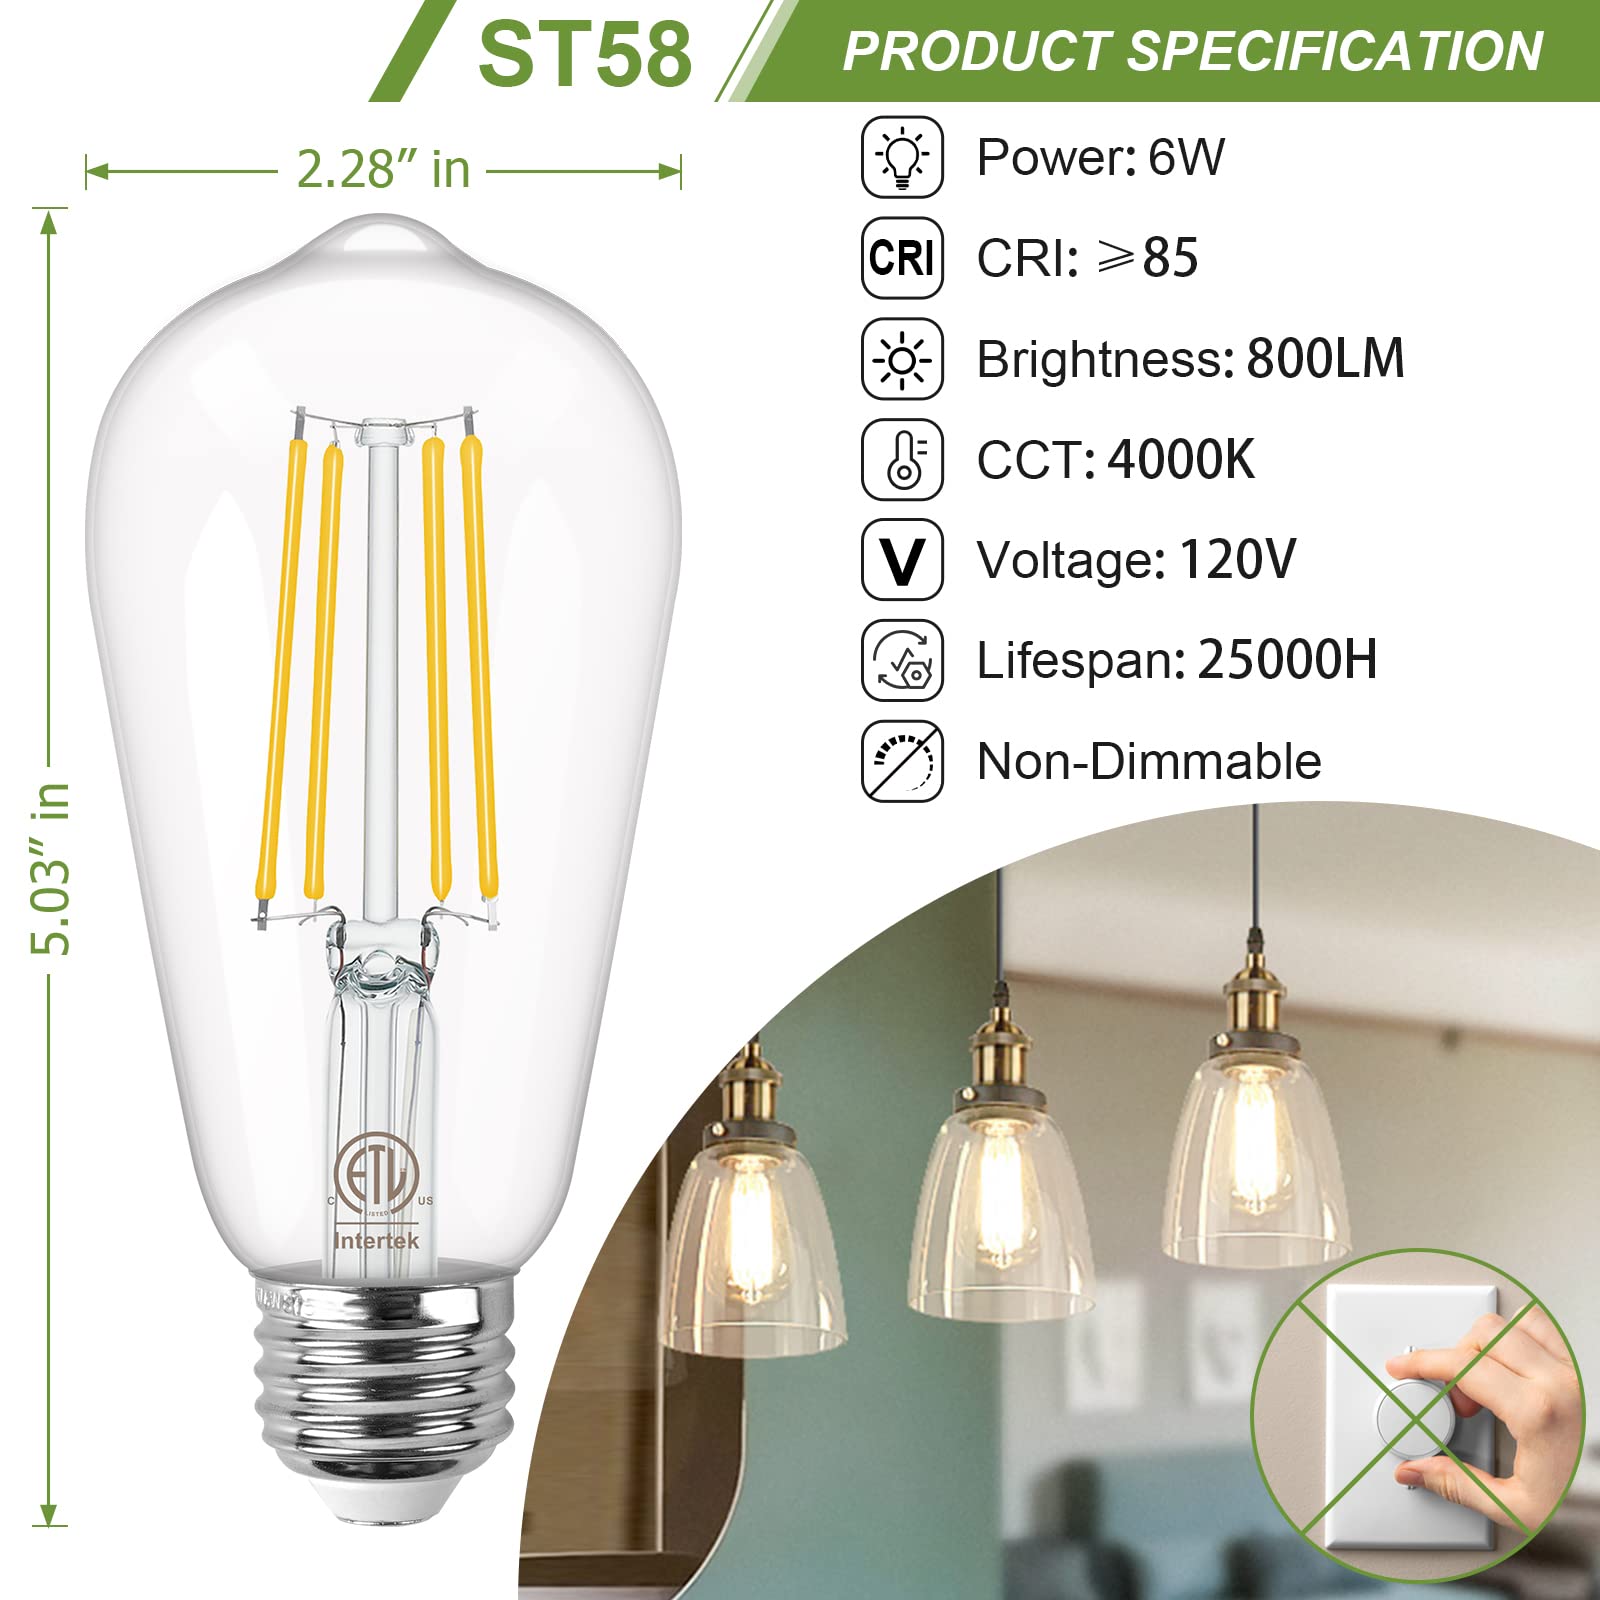 ST58
PRODUCT SPECIFICATION
2.28” in
5.03” in
Power: 6W
CRI
CRI: ⩾85
Brightness: 800LM
CCT: 4000K
V
Voltage: 120V
Lifespan: 25000H
Non-Dimmable
ETL
C US
LISTED
Intertek